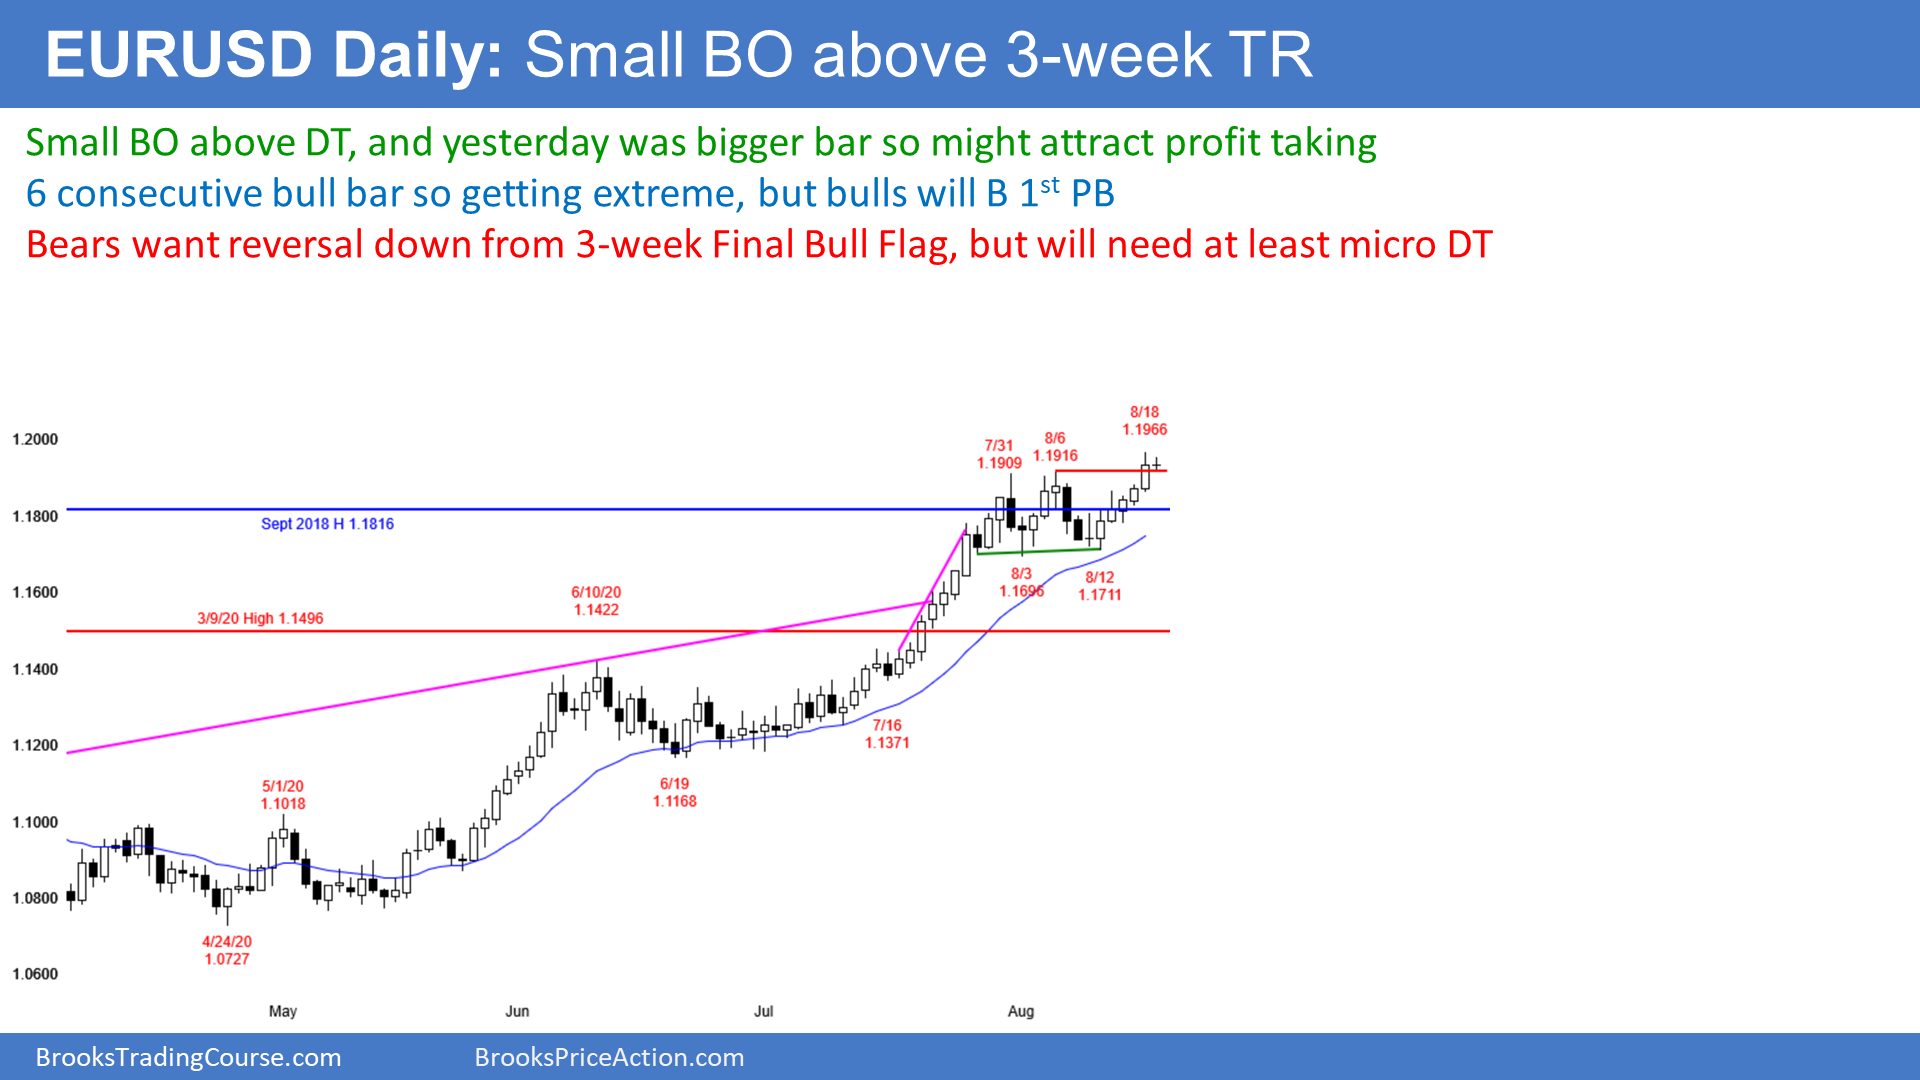 EURUSD Daily: Small BO above 3-week TR
Small BO above DT, and yesterday was bigger bar so might attract profit taking
6 consecutive bull bar so getting extreme, but bulls will B 1st PB
Bears want reversal down from 3-week Final Bull Flag, but will need at least micro DT
8/18
1.1966
1.2000
7/31
1.1909
8/6
1.1916
1.1800
Sept 2018 H 1.1816
1.1600
8/3
1.1696
8/12
1.1711
6/10/20
1.1422
3/9/20 High 1.1496
1.1400
7/16
1.1371
1.1200
6/19
1.1168
5/1/20
1.1018
1.1000
1.0800
4/24/20
1.0727
1.0600
May
Jun
Jul
Aug
BrooksTradingCourse.com
BrooksPriceAction.com